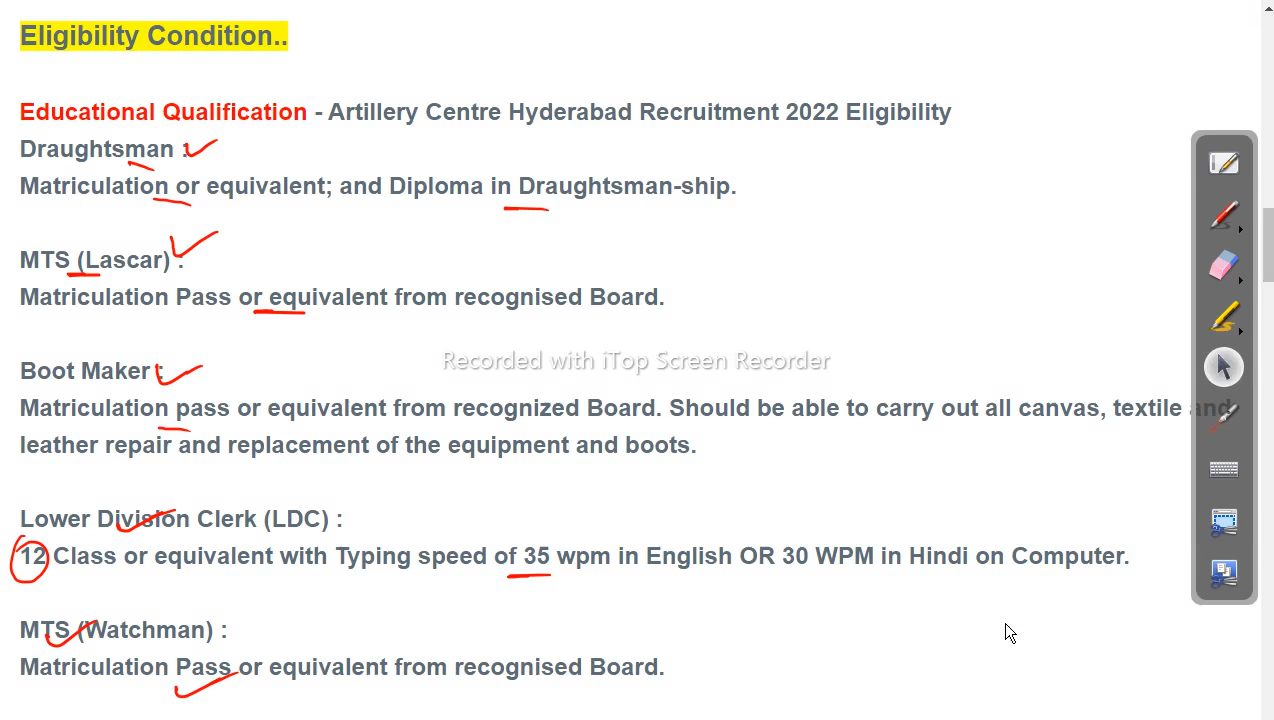 Eligibility Condition..
Educational Qualification - Artillery Centre Hyderabad Recruitment 2022 Eligibility
Draughtsman :
Matriculation or equivalent; and Diploma in Draughtsman-ship.
MTS (Lascar) :
Matriculation Pass or equivalent from recognised Board.
Boot Maker :
Recorded with iTop Screen Recorder
Matriculation pass or equivalent from recognized Board. Should be able to carry out all canvas, textile and
leather repair and replacement of the equipment and boots.
Lower Division Clerk (LDC) :
12 Class or equivalent with Typing speed of 35 wpm in English OR 30 WPM in Hindi on Computer.
MTS (Watchman) :
Matriculation Pass or equivalent from recognised Board.